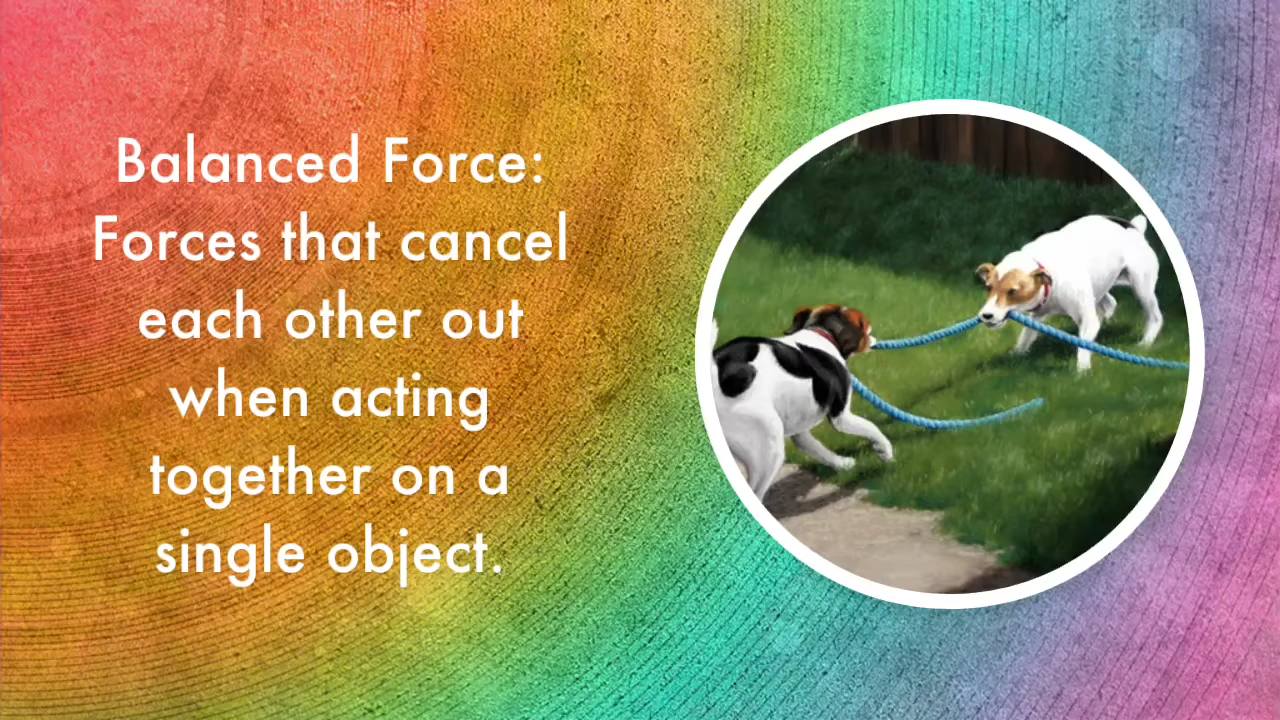 Balanced Force:
Forces that cancel
each other out
when acting
together on a
single object.